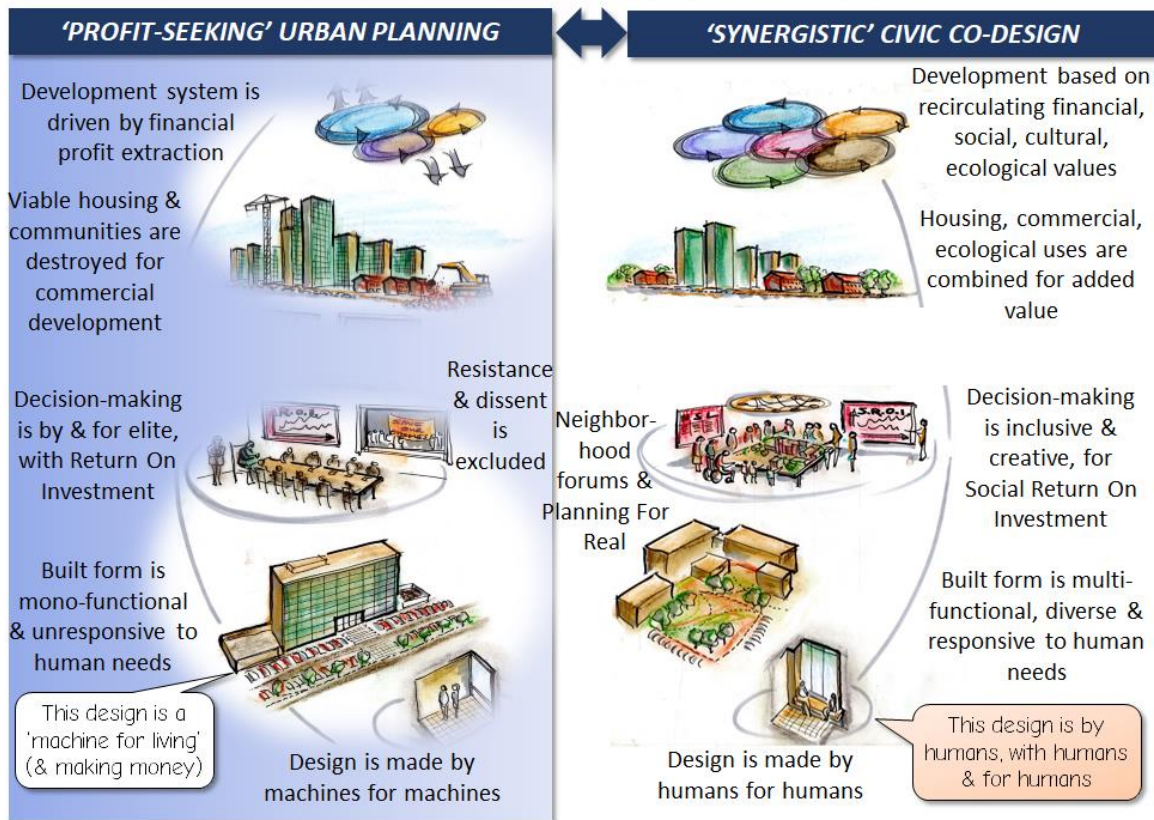 'PROFIT-SEEKING' URBAN PLANNING
Development system is
driven by financial
profit extraction
Viable housing &
communities are
destroyed for
commercial
development
Resistance
& dissent
is
excluded
Decision-making
is by & for elite,
with Return On
Investment
Built form is
mono-functional
& unresponsive to
human needs
This design is a
'machine for living'
(& making money)
Design is made by
machines for machines
'SYNERGISTIC' CIVIC CO-DESIGN
Development based on
recirculating financial,
social, cultural,
ecological values
Housing, commercial,
ecological uses are
combined for added
value
Neighbor-
hood
forums &
Planning For
Real
S.R.O.I
Decision-making
is inclusive &
creative, for
Social Return On
Investment
Built form is multi-
functional, diverse &
responsive to human
needs
Design is made by
humans for humans
This design is by
humans, with humans
& for humans